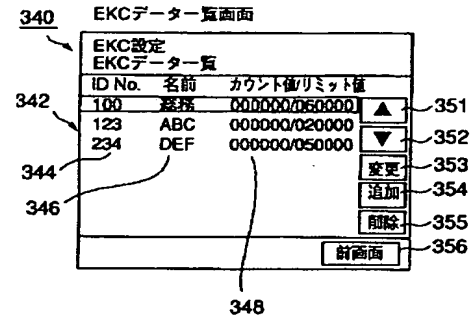 340 EKCデータ一覧画面
EKC設定
EKCデータ一覧
ID No. 名前 カウント値/リミット値
100 総務 000000/060000 ▲ 351
342 123 ABC 000000/020000 ▼ 352
344 234 DEF 000000/050000 変更 353
346 追加 354
削除 355
前画面 356
348